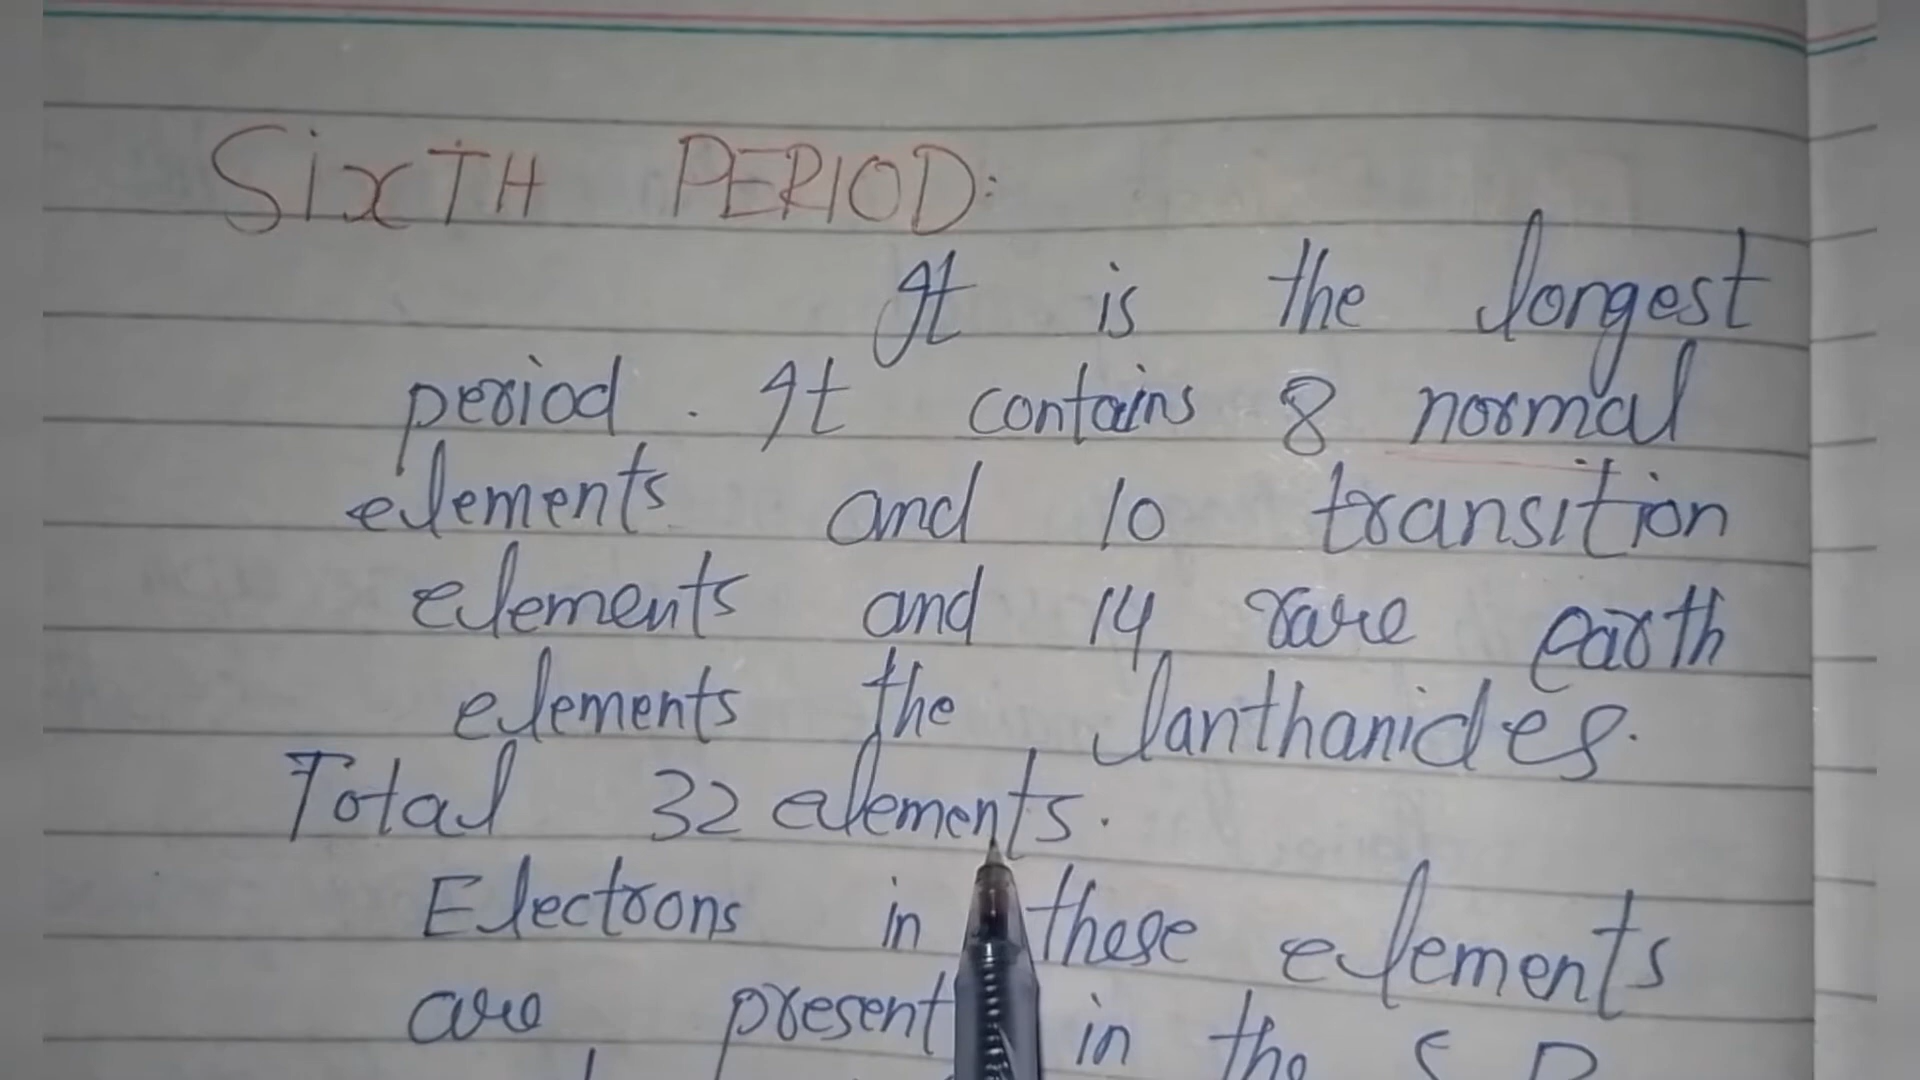 SixTH PERIOD:
It is the longest
period. It contains 8 normal
elements and 10 transition
elements and 14 rare earth
elements the lanthanides.
Total 32 elements.
Electrons in these elements
are present in the